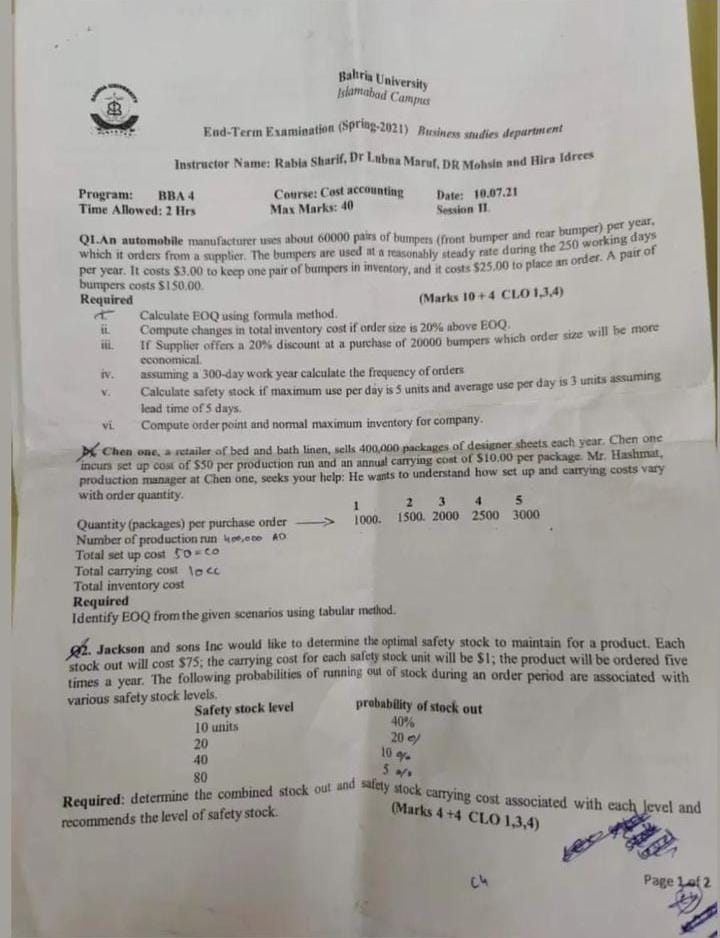 BAHRIA UNIVERSITY
Bahria University
Islamabad Campus
End-Term Examination (Spring-2021) Business studies department
Instructor Name: Rabia Sharif, Dr Lubna Maruf, DR Mohsin and Hira Idrees
Program: BBA 4 Course: Cost accounting Date: 10.07.21
Time Allowed: 2 Hrs Max Marks: 40 Session II.
Q1.An automobile manufacturer uses about 60000 pairs of bumpers (front bumper and rear bumper) per year,
which it orders from a supplier. The bumpers are used at a reasonably steady rate during the 250 working days
per year. It costs $3.00 to keep one pair of bumpers in inventory, and it costs $25.00 to place an order. A pair of
bumpers costs $150.00.
Required (Marks 10 + 4 CLO 1,3,4)
Calculate EOQ using formula method.
ii. Compute changes in total inventory cost if order size is 20% above EOQ.
iii. If Supplier offers a 20% discount at a purchase of 20000 bumpers which order size will be more
economical.
iv. assuming a 300-day work year calculate the frequency of orders
v. Calculate safety stock if maximum use per day is 5 units and average use per day is 3 units assuming
lead time of 5 days.
vi. Compute order point and normal maximum inventory for company.
Chen one, a retailer of bed and bath linen, sells 400,000 packages of designer sheets each year. Chen one
incurs set up cost of $50 per production run and an annual carrying cost of $10.00 per package. Mr. Hashmat,
production manager at Chen one, seeks your help: He wants to understand how set up and carrying costs vary
with order quantity.
1 2 3 4 5
Quantity (packages) per purchase order 1000. 1500. 2000 2500 3000
Number of production run 400,000 AO
Total set up cost 50=CO
Total carrying cost 10cc
Total inventory cost
Required
Identify EOQ from the given scenarios using tabular method.
Q2. Jackson and sons Inc would like to determine the optimal safety stock to maintain for a product. Each
stock out will cost $75; the carrying cost for each safety stock unit will be $1; the product will be ordered five
times a year. The following probabilities of running out of stock during an order period are associated with
various safety stock levels.
Safety stock level probability of stock out
10 units 40%
20 20 %
40 10 %
80 5 %
Required: determine the combined stock out and safety stock carrying cost associated with each level and
recommends the level of safety stock. (Marks 4 +4 CLO 1,3,4)
Ch
Page 1 of 2